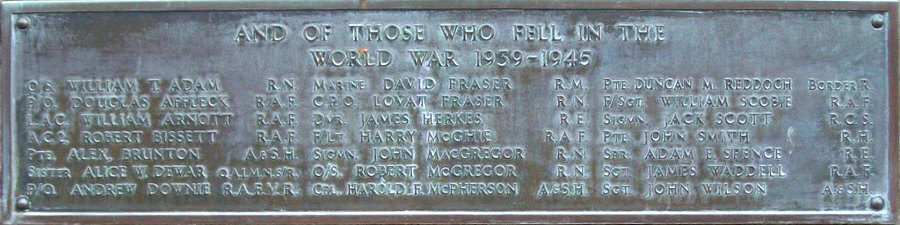 AND OF THOSE WHO FELL IN THE
WORLD WAR 1939-1945
O/S. WILLIAM T. ADAM R.N.
P/O. DOUGLAS AFFLECK R.A.F.
L.A.C. WILLIAM ARNOTT R.A.F.
A.C.2. ROBERT BISSETT R.A.F.
PTE. ALEX. BRUNTON A&S.H.
SISTER ALICE W. DEWAR Q.A.I.M.N.S/R.
P/O. ANDREW DOWNIE R.A.F.V.R.
MARINE DAVID FRASER R.M.
C.P.O. LOVAT FRASER R.N.
DVR. JAMES HERKES R.E.
F/LT. HARRY McGHIE R.A.F.
SIGMN. JOHN MACGREGOR R.N.
O/S. ROBERT McGREGOR R.N.
CPL. HAROLD F. McPHERSON A&S.H.
PTE. DUNCAN M. REDDOCH BORDER R.
F/SGT. WILLIAM SCOBIE R.A.F.
SIGMN. JACK SCOTT R.C.S.
PTE. JOHN SMITH R.H.
SPR. ADAM E. SPENCE R.E.
SGT. JAMES WADDELL R.A.F.
SGT. JOHN WILSON A&S.H.